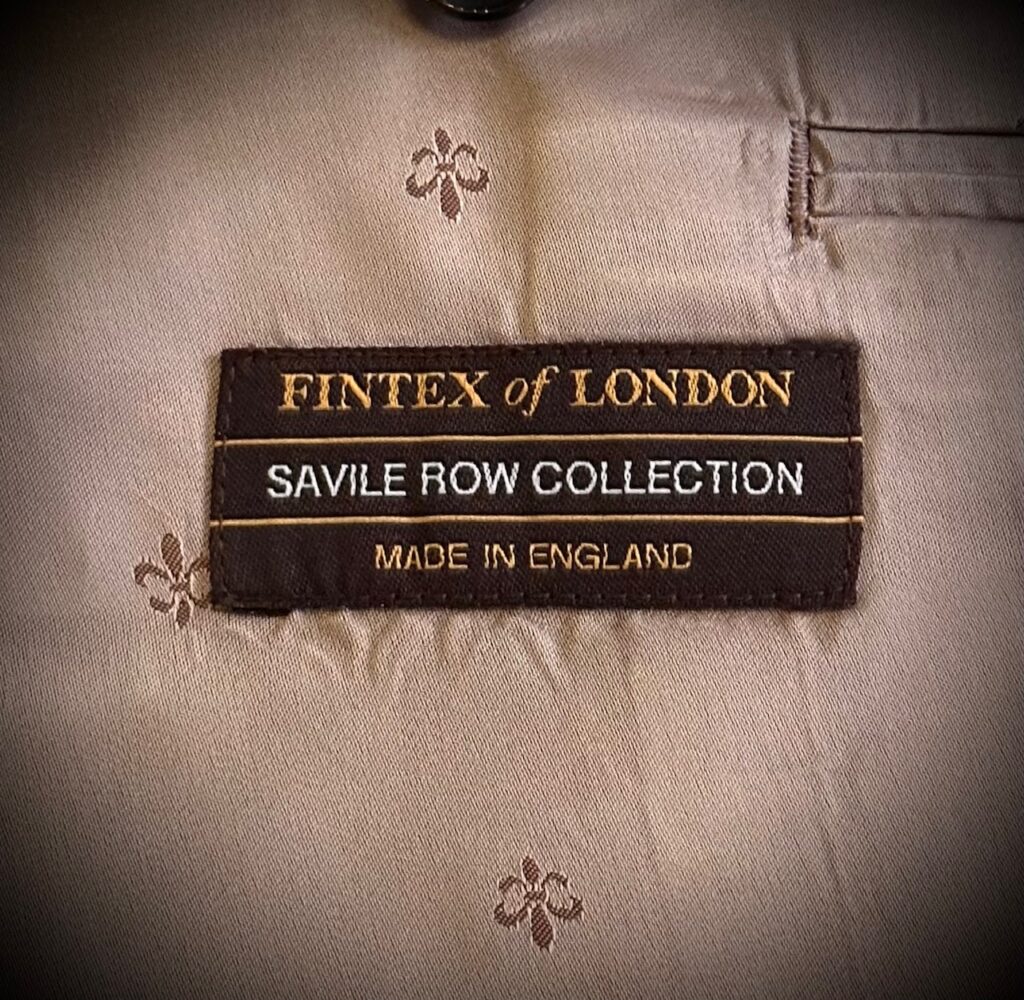 FINTEX of LONDON
SAVILE ROW COLLECTION
MADE IN ENGLAND